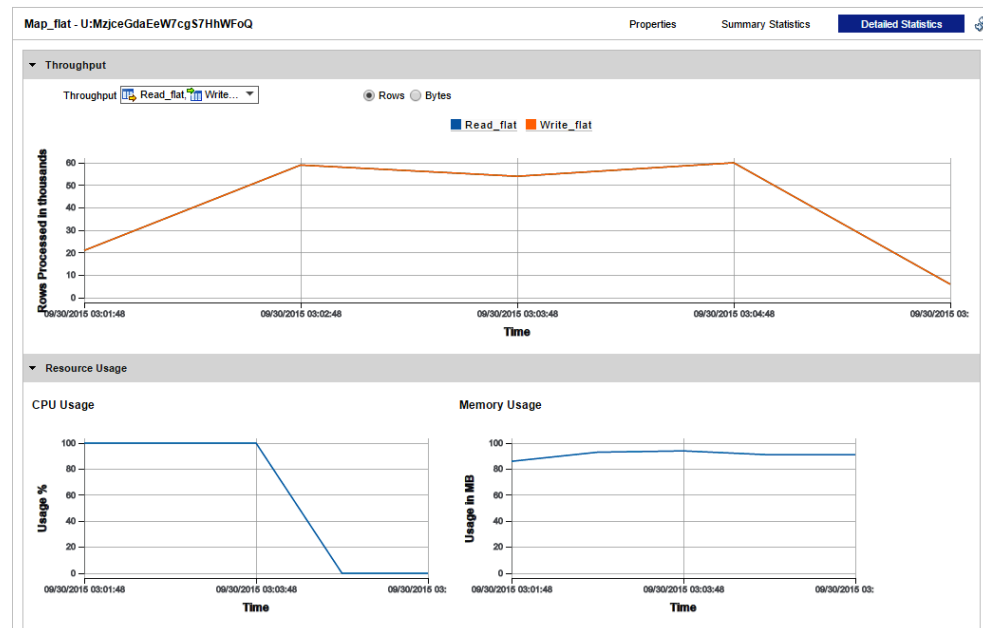 Map_flat - U:MzjceGdaEeW7cgS7HhWFoQ Properties Summary Statistics Detailed Statistics
Throughput
Throughput Read_flat, Write... Rows Bytes
Read_flat Write_flat
Rows Processed in thousands
60
50
40
30
20
10
0
09/30/2015 03:01:48 09/30/2015 03:02:48 09/30/2015 03:03:48 09/30/2015 03:04:48 09/30/2015 03:
Time
Resource Usage
CPU Usage
Usage %
100
80
60
40
20
0
09/30/2015 03:01:48 09/30/2015 03:03:48 09/30/2015 03:
Time
Memory Usage
Usage in MB
100
80
60
40
20
0
09/30/2015 03:01:48 09/30/2015 03:03:48 09/30/2015 03:
Time